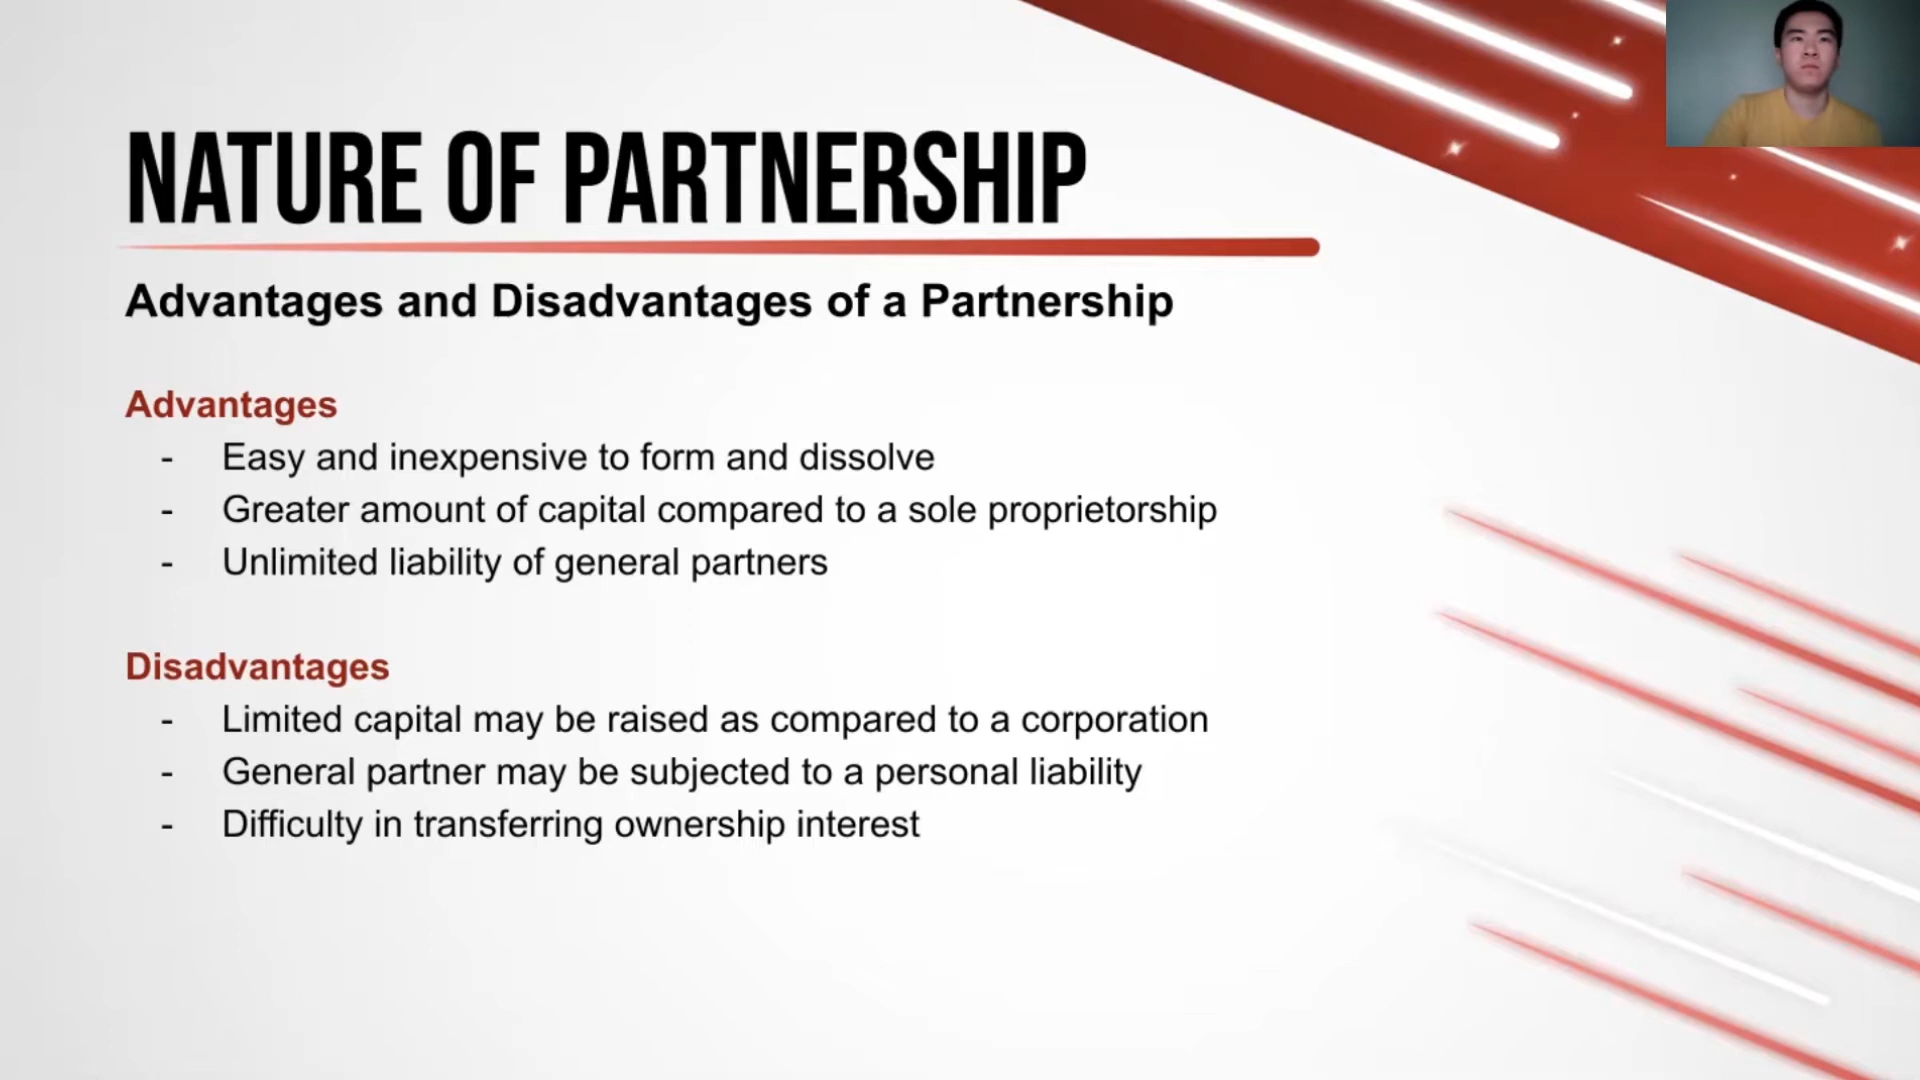 NATURE OF PARTNERSHIP
Advantages and Disadvantages of a Partnership
Advantages
- Easy and inexpensive to form and dissolve
- Greater amount of capital compared to a sole proprietorship
- Unlimited liability of general partners
Disadvantages
- Limited capital may be raised as compared to a corporation
- General partner may be subjected to a personal liability
- Difficulty in transferring ownership interest